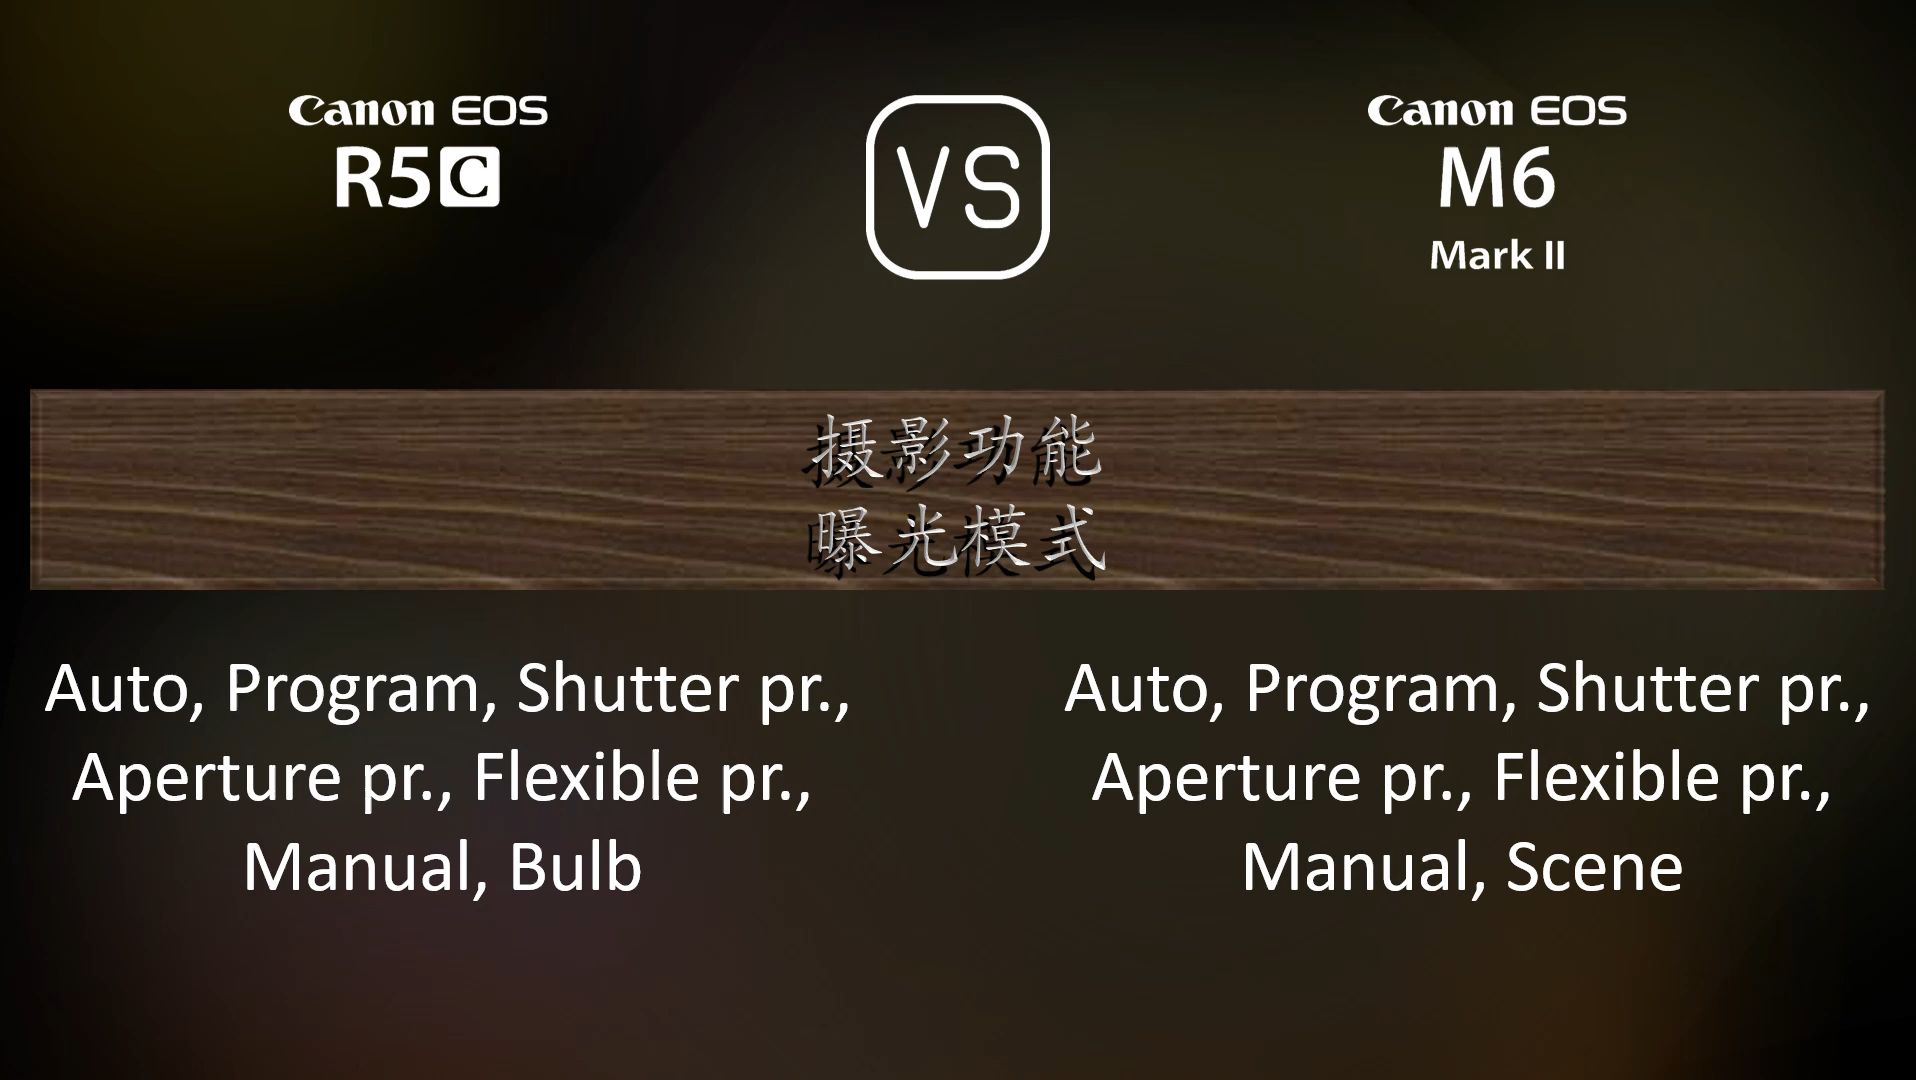 Canon EOS
R5 C
VS
Canon EOS
M6
Mark II
摄影功能
曝光模式
Auto, Program, Shutter pr.,
Aperture pr., Flexible pr.,
Manual, Bulb
Auto, Program, Shutter pr.,
Aperture pr., Flexible pr.,
Manual, Scene